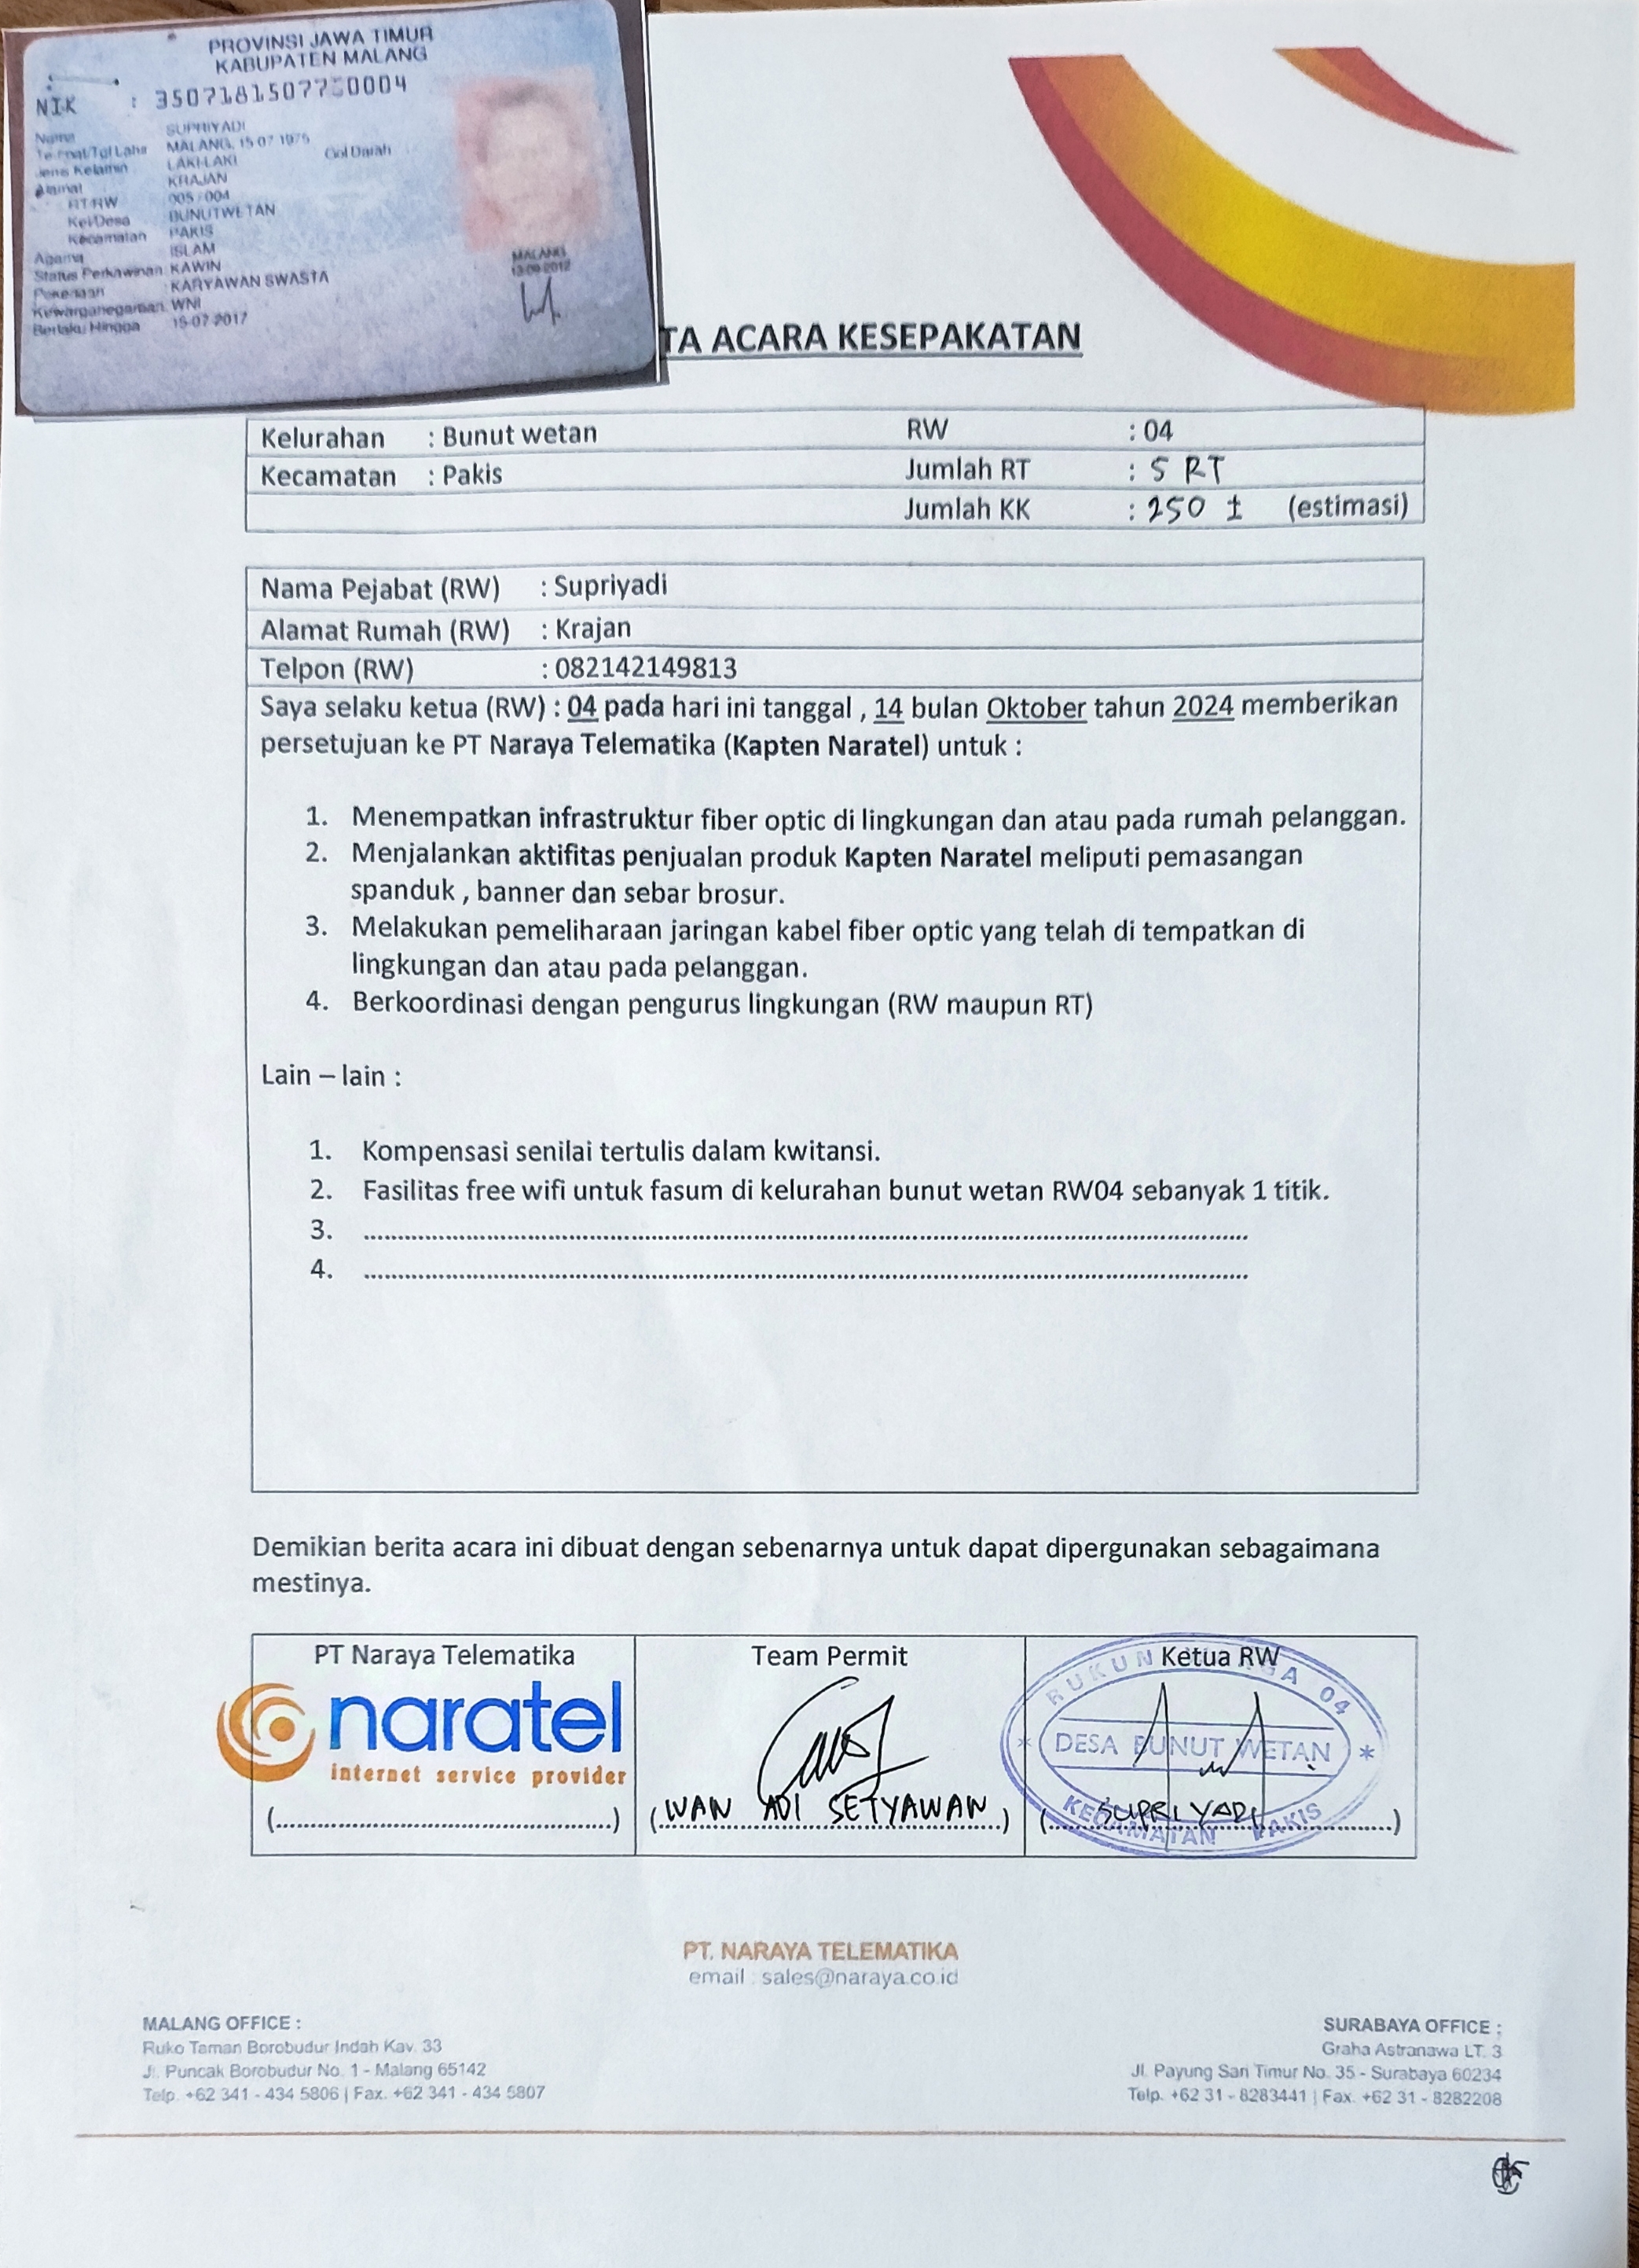 PROVINSI JAWA TIMUR
KABUPATEN MALANG
NIK :
Nama SUPRIYADI
Tempat/Tgl Lahir MALANG, 15-07-1975
Jenis Kelamin LAKI-LAKI Gol Darah
Alamat KRAJAN
RT/RW 005/004
Kel/Desa BUNUTWETAN
Kecamatan PAKIS
Agama ISLAM
Status Perkawinan KAWIN
Pekerjaan KARYAWAN SWASTA
Kewarganegaraan WNI
Berlaku Hingga 15-07-2017
MALANG
13-09-2012
TA ACARA KESEPAKATAN
Kelurahan : Bunut wetan RW : 04
Kecamatan : Pakis Jumlah RT : 5 RT
Jumlah KK : 250 ± (estimasi)
Nama Pejabat (RW) : Supriyadi
Alamat Rumah (RW) : Krajan
Telpon (RW) : 082142149813
Saya selaku ketua (RW) : 04 pada hari ini tanggal , 14 bulan Oktober tahun 2024 memberikan
persetujuan ke PT Naraya Telematika (Kapten Naratel) untuk :
1. Menempatkan infrastruktur fiber optic di lingkungan dan atau pada rumah pelanggan.
2. Menjalankan aktifitas penjualan produk Kapten Naratel meliputi pemasangan
spanduk , banner dan sebar brosur.
3. Melakukan pemeliharaan jaringan kabel fiber optic yang telah di tempatkan di
lingkungan dan atau pada pelanggan.
4. Berkoordinasi dengan pengurus lingkungan (RW maupun RT)
Lain – lain :
1. Kompensasi senilai tertulis dalam kwitansi.
2. Fasilitas free wifi untuk fasum di kelurahan bunut wetan RW04 sebanyak 1 titik.
3. ........................................
4. ........................................
Demikian berita acara ini dibuat dengan sebenarnya untuk dapat dipergunakan sebagaimana
mestinya.
PT Naraya Telematika Team Permit Ketua RW
naratel
internet service provider
(........................................) (IWAN ADI SETYAWAN) (SUPRIYADI)
RUKUN GA 04
DESA BUNUT WETAN
KECAMATAN PAKIS
PT. NARAYA TELEMATIKA
email : sales@naraya.co.id
MALANG OFFICE :
Ruko Taman Borobudur Indah Kav. 33
Jl. Puncak Borobudur No. 1 - Malang 65142
Telp. +62 341 - 434 5806 | Fax. +62 341 - 434 5807
SURABAYA OFFICE :
Graha Astranawa LT. 3
Jl. Payung Sari Timur No. 35 - Surabaya 60234
Telp. +62 31 - 8283441 | Fax. +62 31 - 8282208